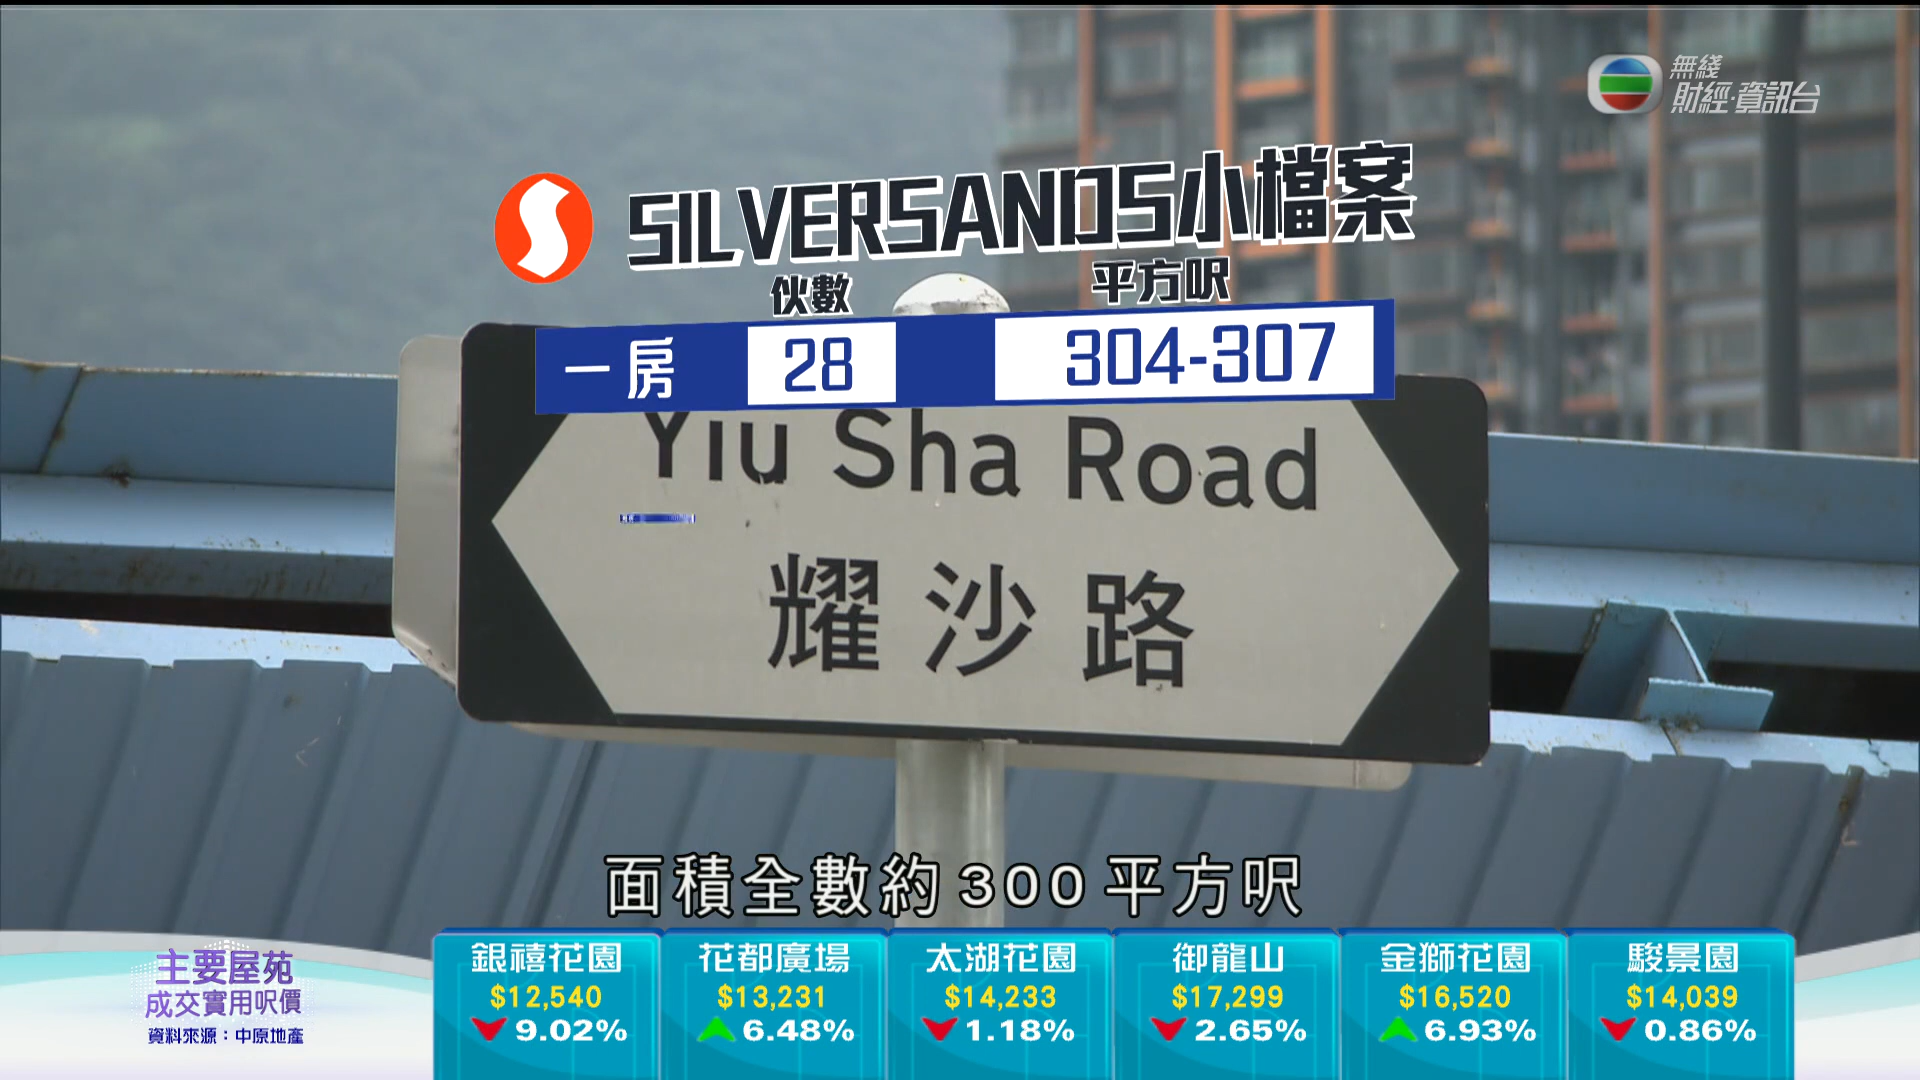 無綫
財經·資訊台
SILVERSANDS小檔案
伙數
平方呎
一房
28
304-307
Yiu Sha Road
耀沙路
面積全數約300平方呎
主要屋苑
成交實用呎價
資料來源：中原地產
銀禧花園
$12,540
9.02%
花都廣場
$13,231
6.48%
太湖花園
$14,233
1.18%
御龍山
$17,299
2.65%
金獅花園
$16,520
6.93%
駿景園
$14,039
0.86%